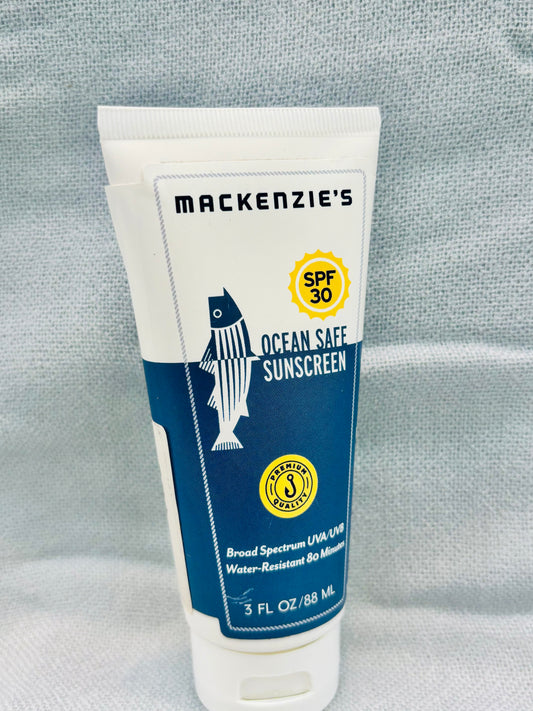 MACKENZIE'S
SPF
30
OCEAN SAFE
SUNSCREEN
PREMIUM
QUALITY
Broad Spectrum UVA/UVB
Water-Resistant 80 Minutes
3 FL OZ/88 ML